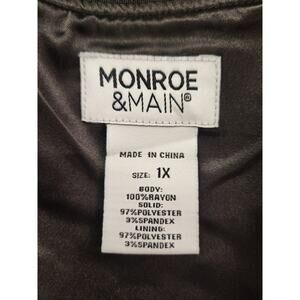 MONROE
&MAIN®
MADE IN CHINA
SIZE: 1X
BODY:
100%RAYON
SOLID:
97%POLYESTER
3%SPANDEX
LINING:
97%POLYESTER
3%SPANDEX